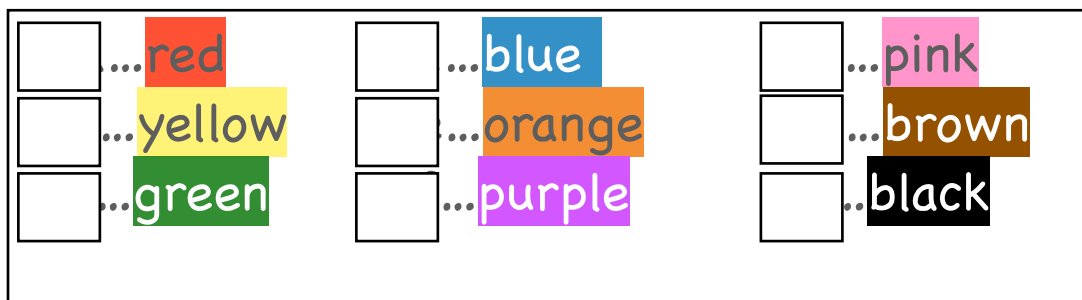 ...red ...blue ...pink
...yellow ...orange ...brown
...green ...purple ..black